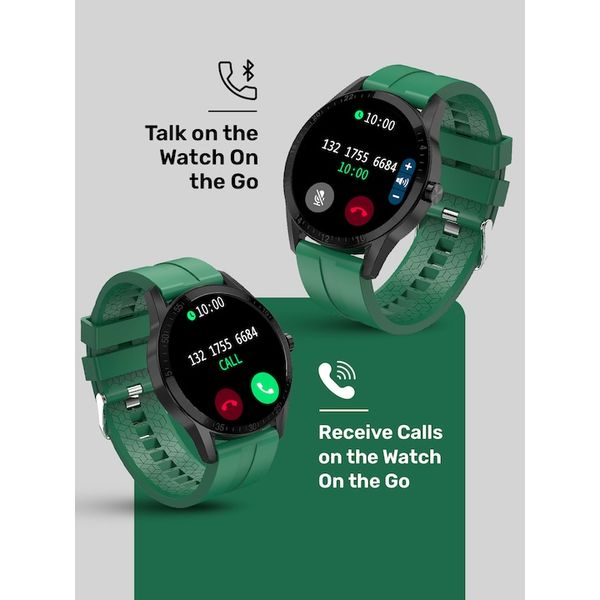 Talk on the
Watch On
the Go
10:00
132 1755 6684
10:00
+
-
10:00
132 1755 6684
CALL
Receive Calls
on the Watch
On the Go